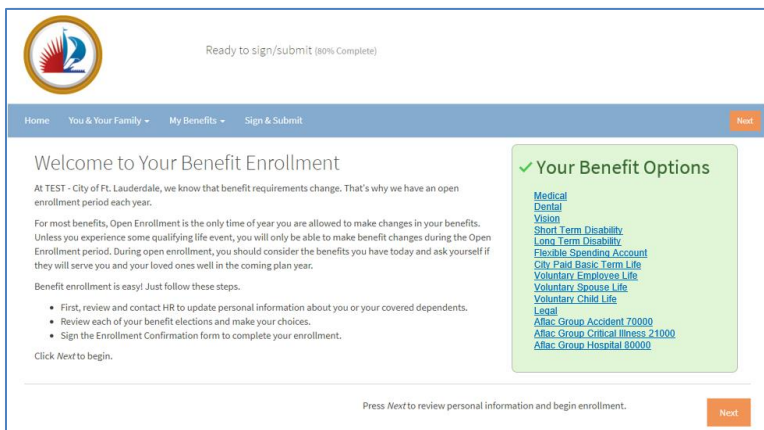 Ready to sign/submit (80% Complete)
Home You & Your Family My Benefits Sign & Submit Next
Welcome to Your Benefit Enrollment
At TEST - City of Ft. Lauderdale, we know that benefit requirements change. That's why we have an open
enrollment period each year.
For most benefits, Open Enrollment is the only time of year you are allowed to make changes in your benefits.
Unless you experience some qualifying life event, you will only be able to make benefit changes during the Open
Enrollment period. During open enrollment, you should consider the benefits you have today and ask yourself if
they will serve you and your loved ones well in the coming plan year.
Benefit enrollment is easy! Just follow these steps.
• First, review and contact HR to update personal information about you or your covered dependents.
• Review each of your benefit elections and make your choices.
• Sign the Enrollment Confirmation form to complete your enrollment.
Click Next to begin.
Your Benefit Options
Medical
Dental
Vision
Short Term Disability
Long Term Disability
Flexible Spending Account
City Paid Basic Term Life
Voluntary Employee Life
Voluntary Spouse Life
Voluntary Child Life
Legal
Aflac Group Accident 70000
Aflac Group Critical Illness 21000
Aflac Group Hospital 80000
Press Next to review personal information and begin enrollment.
Next